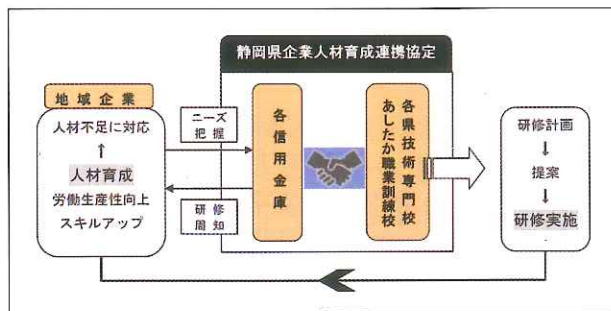 静岡県企業人材育成連携協定
地域企業
人材不足に対応
↑
人材育成
労働生産性向上
スキルアップ
ニーズ
把握
研修
周知
各信用金庫
各県技術専門校
あしたか職業訓練校
研修計画
↓
提案
↓
研修実施